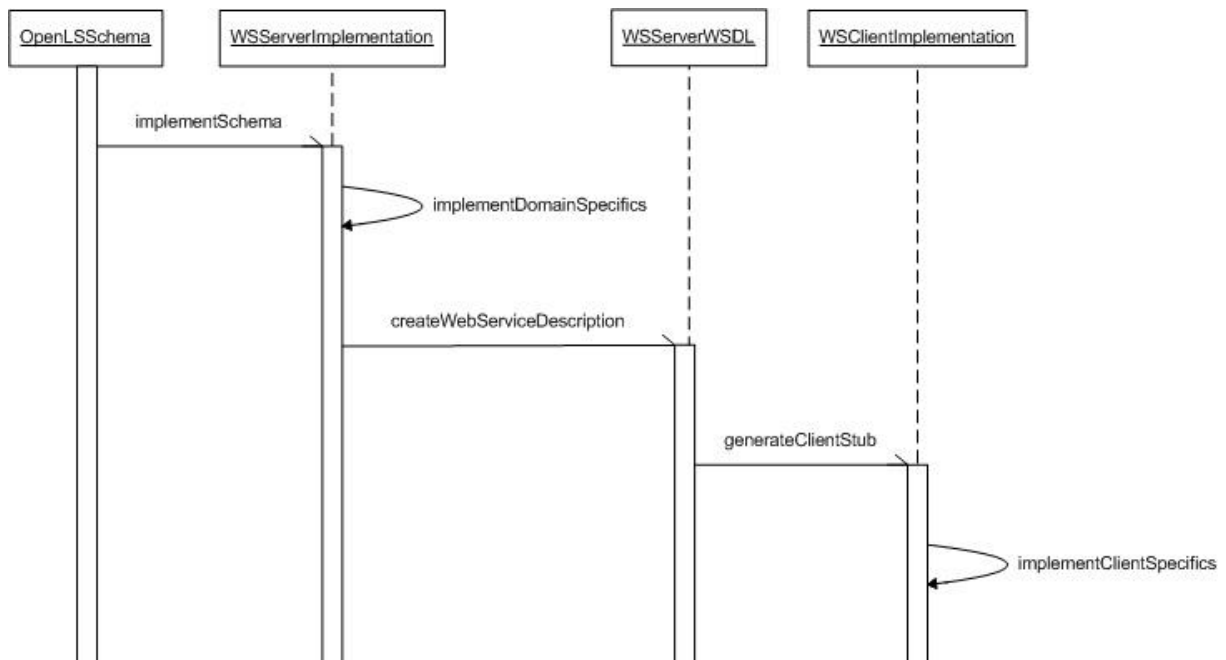 OpenLSSchema
WSServerImplementation
WSServerWSDL
WSClientImplementation
implementSchema
implementDomainSpecifics
createWebServiceDescription
generateClientStub
implementClientSpecifics